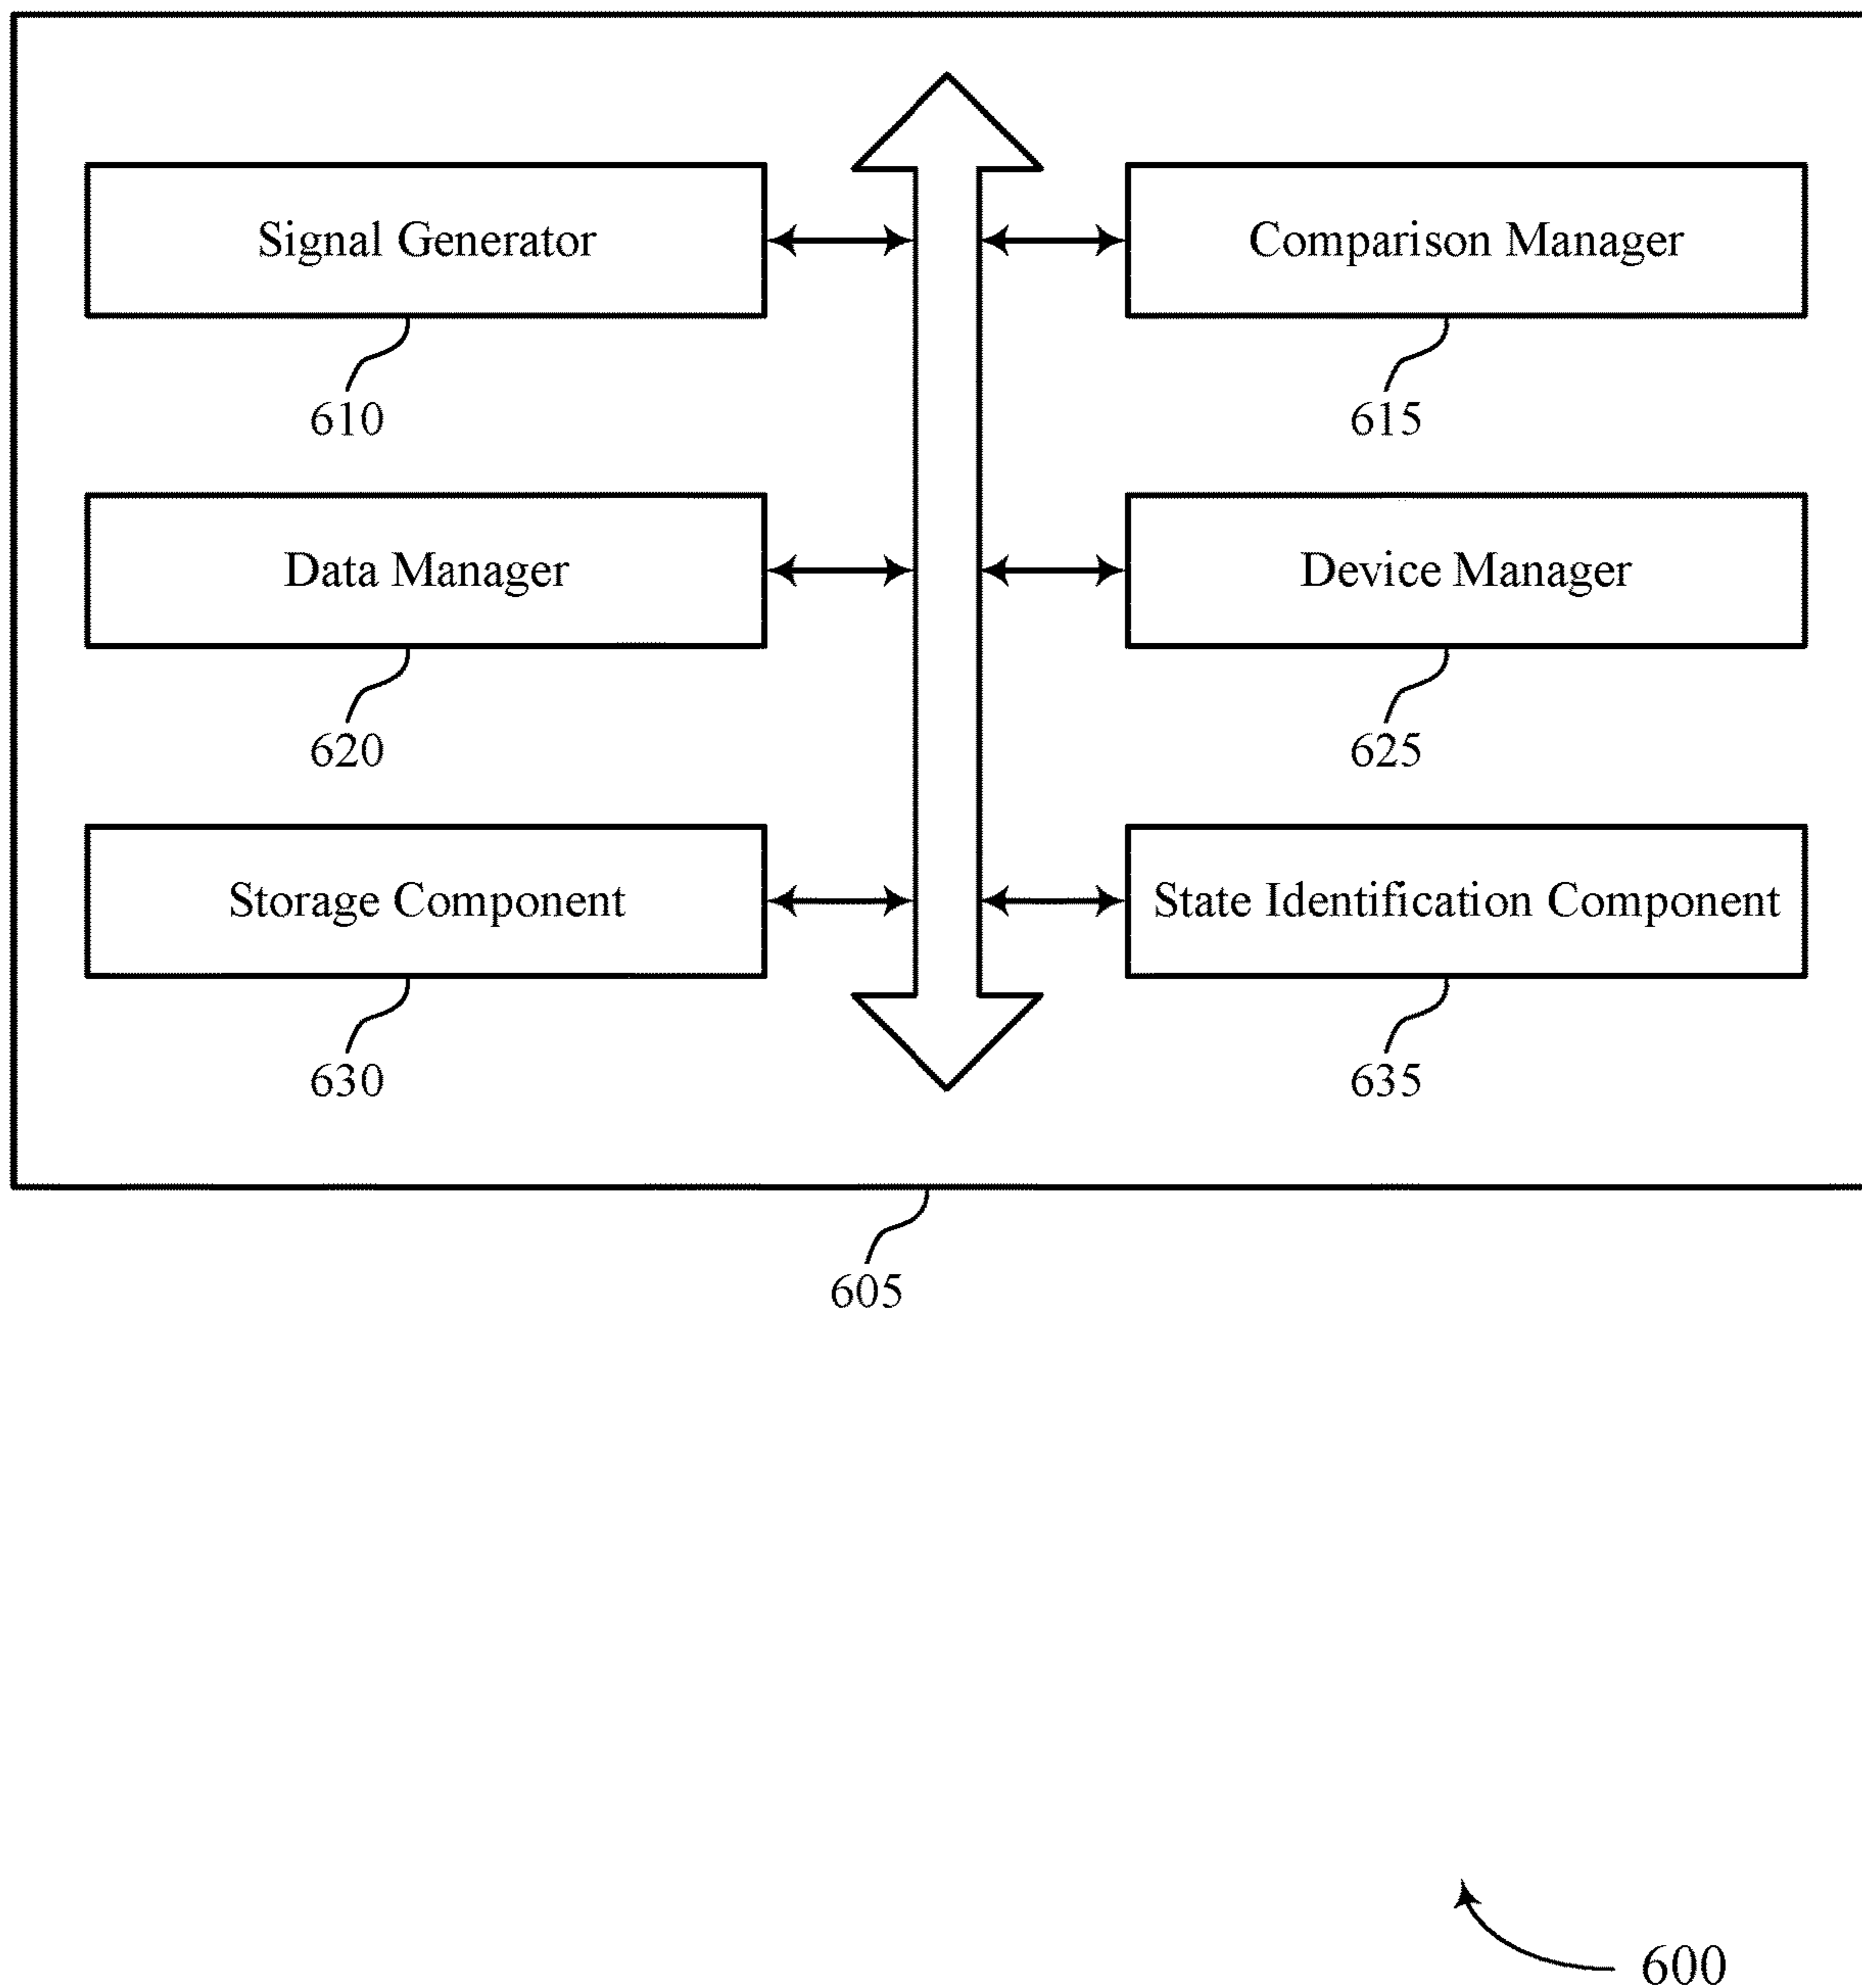 Signal Generator
Comparison Manager
610
615
Data Manager
Device Manager
620
625
Storage Component
State Identification Component
630
635
605
600